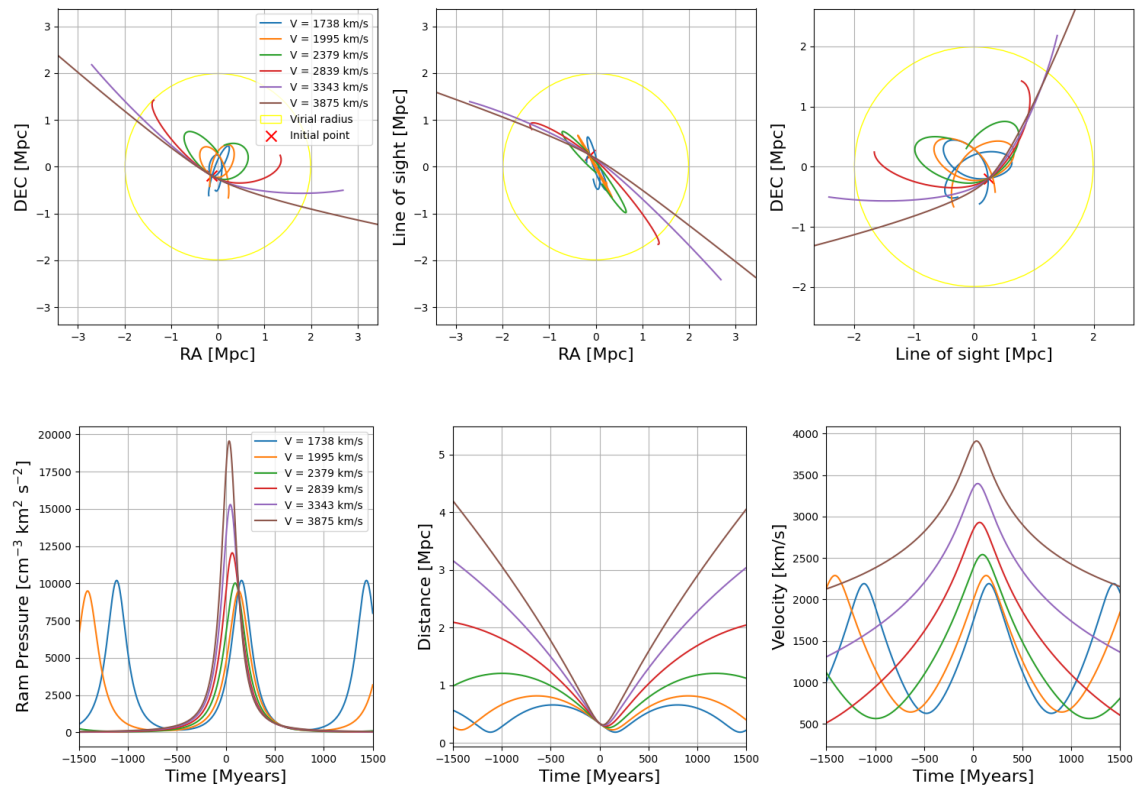 3
2
1
0
−1
−2
−3
DEC [Mpc]
−3 −2 −1 0 1 2 3
RA [Mpc]
V = 1738 km/s
V = 1995 km/s
V = 2379 km/s
V = 2839 km/s
V = 3343 km/s
V = 3875 km/s
Virial radius
Initial point
3
2
1
0
−1
−2
−3
Line of sight [Mpc]
−3 −2 −1 0 1 2 3
RA [Mpc]
2
1
0
−1
−2
DEC [Mpc]
−2 −1 0 1 2
Line of sight [Mpc]
20000
17500
15000
12500
10000
7500
5000
2500
0
Ram Pressure [cm⁻³ km² s⁻²]
−1500 −1000 −500 0 500 1000 1500
Time [Myears]
V = 1738 km/s
V = 1995 km/s
V = 2379 km/s
V = 2839 km/s
V = 3343 km/s
V = 3875 km/s
5
4
3
2
1
0
Distance [Mpc]
−1500 −1000 −500 0 500 1000 1500
Time [Myears]
4000
3500
3000
2500
2000
1500
1000
500
Velocity [km/s]
−1500 −1000 −500 0 500 1000 1500
Time [Myears]